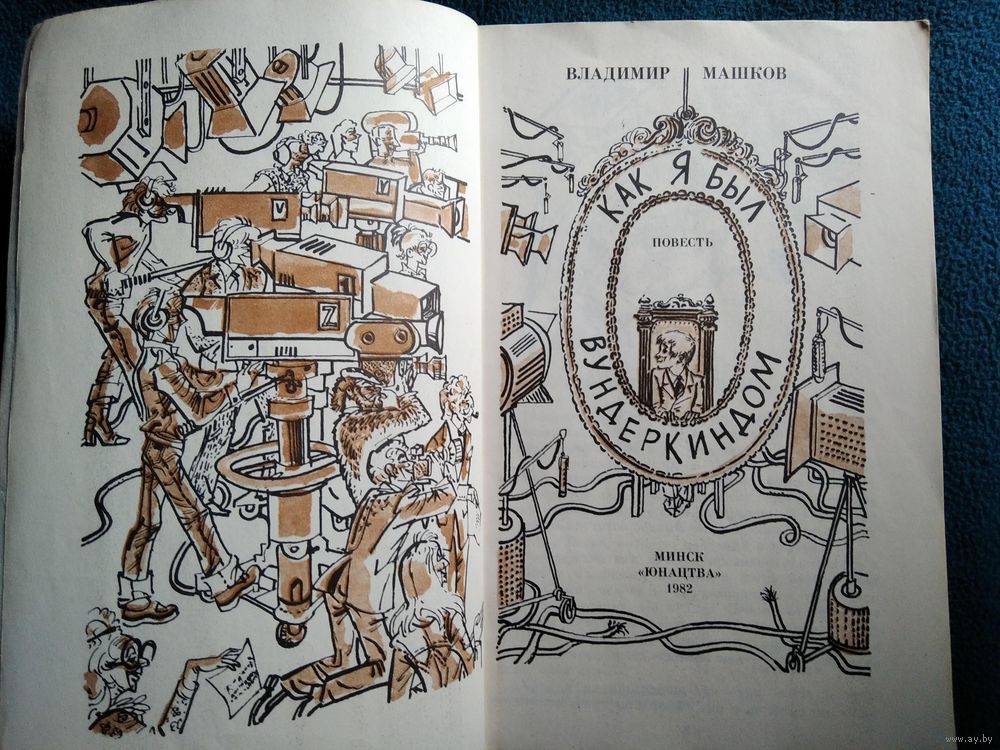 ВЛАДИМИР МАШКОВ
КАК Я БЫЛ
ВУНДЕРКИНДОМ
ПОВЕСТЬ
МИНСК
«ЮНАЦТВА»
1982
V
V
Z
© www.ay.by